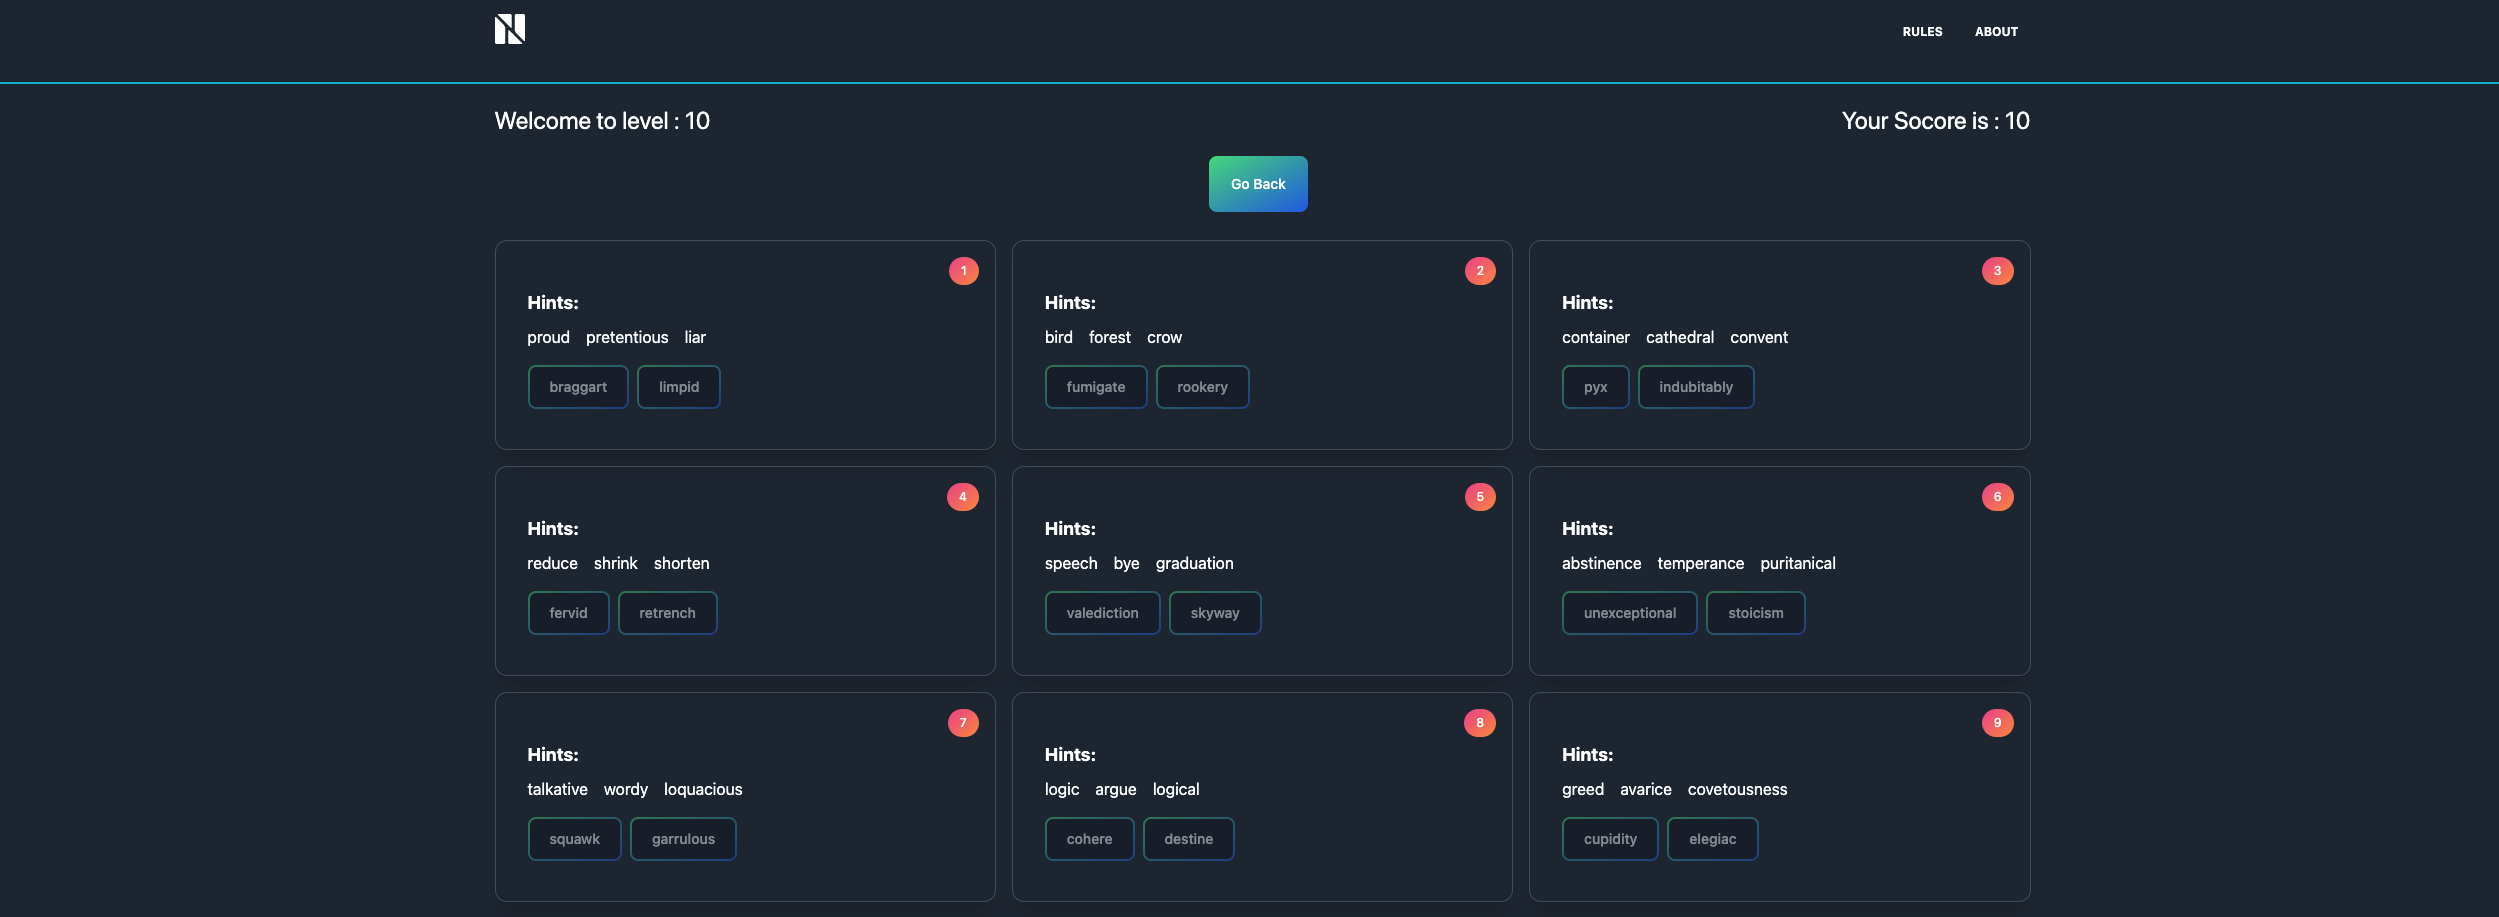 RULES ABOUT
Welcome to level : 10 Your Socore is : 10
Go Back
1
Hints:
proud pretentious liar
braggart limpid
2
Hints:
bird forest crow
fumigate rookery
3
Hints:
container cathedral convent
pyx indubitably
4
Hints:
reduce shrink shorten
fervid retrench
5
Hints:
speech bye graduation
valediction skyway
6
Hints:
abstinence temperance puritanical
unexceptional stoicism
7
Hints:
talkative wordy loquacious
squawk garrulous
8
Hints:
logic argue logical
cohere destine
9
Hints:
greed avarice covetousness
cupidity elegiac